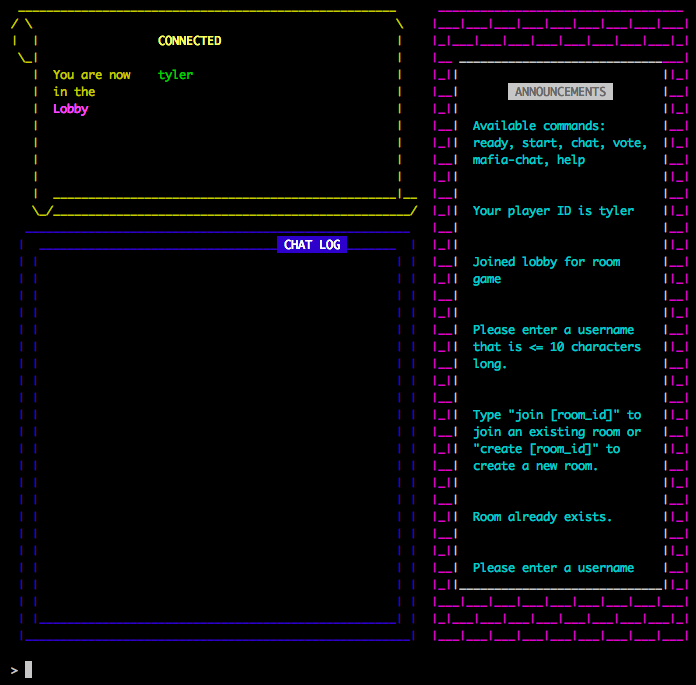 CONNECTED
You are now tyler
in the
Lobby
CHAT LOG
ANNOUNCEMENTS
Available commands:
ready, start, chat, vote,
mafia-chat, help
Your player ID is tyler
Joined lobby for room
game
Please enter a username
that is <= 10 characters
long.
Type "join [room_id]" to
join an existing room or
"create [room_id]" to
create a new room.
Room already exists.
Please enter a username
>